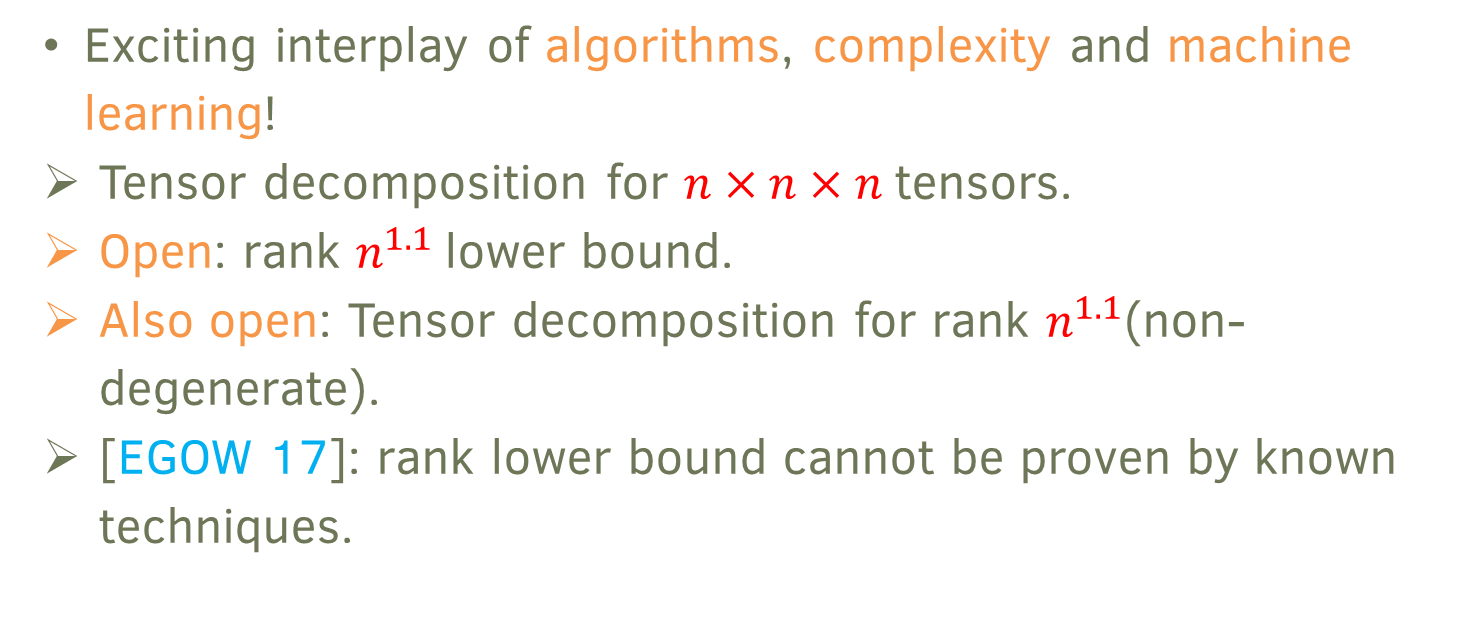 • Exciting interplay of algorithms, complexity and machine
learning!
➢ Tensor decomposition for n × n × n tensors.
➢ Open: rank n^{1.1} lower bound.
➢ Also open: Tensor decomposition for rank n^{1.1}(non-
degenerate).
➢ [EGOW 17]: rank lower bound cannot be proven by known
techniques.